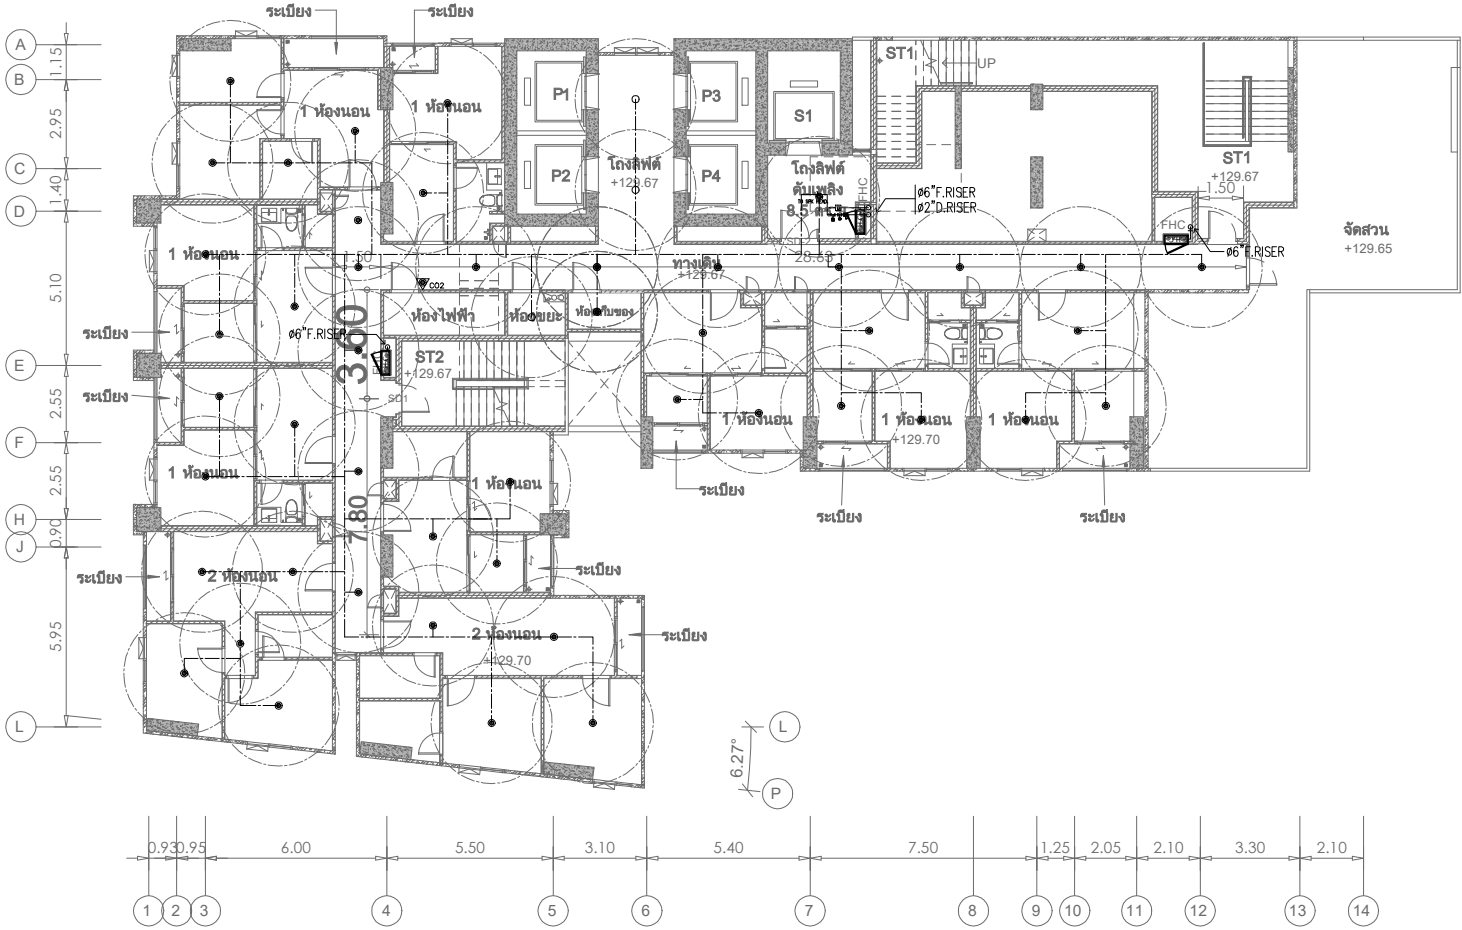 ระเบียง
ระเบียง
A
1.15
B
ST1
UP
P1
P3
S1
2.95
1 ห้องนอน
1 ห้องนอน
C
โถงลิฟต์
+129.67
โถงลิฟต์
ดับเพลิง
ST1
+129.67
1.50
P2
P4
FHC
ø6"F.RISER
ø2"D.RISER
1.40
D
FHC
ø6"F.RISER
จัดสวน
+129.65
1 ห้องนอน
1.50
ทางเดิน
+129.67
28.63
5.10
CO2
ห้องไฟฟ้า
ห้องขยะ
ห้องเก็บของ
ระเบียง
ø6"F.RISER
3.60
E
ST2
+129.67
ระเบียง
SD1
2.55
1 ห้องนอน
1 ห้องนอน
+129.70
1 ห้องนอน
F
1 ห้องนอน
1 ห้องนอน
2.55
ระเบียง
ระเบียง
ระเบียง
H
7.80
0.90
J
ระเบียง
2 ห้องนอน
ระเบียง
5.95
2 ห้องนอน
+129.70
ระเบียง
L
L
6.27°
P
0.93
0.95
6.00
5.50
3.10
5.40
7.50
1.25
2.05
2.10
3.30
2.10
1
2
3
4
5
6
7
8
9
10
11
12
13
14